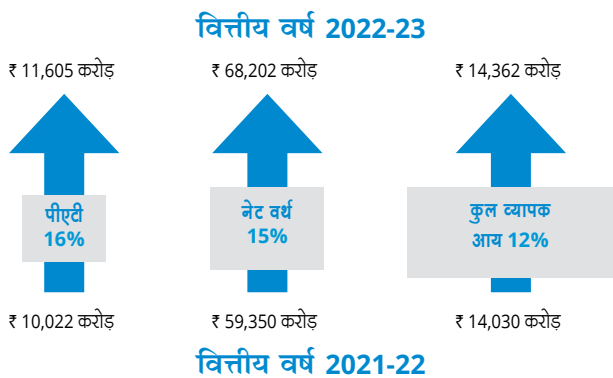 वित्तीय वर्ष 2022-23
₹ 11,605 करोड़ ₹ 68,202 करोड़ ₹ 14,362 करोड़
पीएटी
16%
नेट वर्थ
15%
कुल व्यापक
आय 12%
₹ 10,022 करोड़ ₹ 59,350 करोड़ ₹ 14,030 करोड़
वित्तीय वर्ष 2021-22